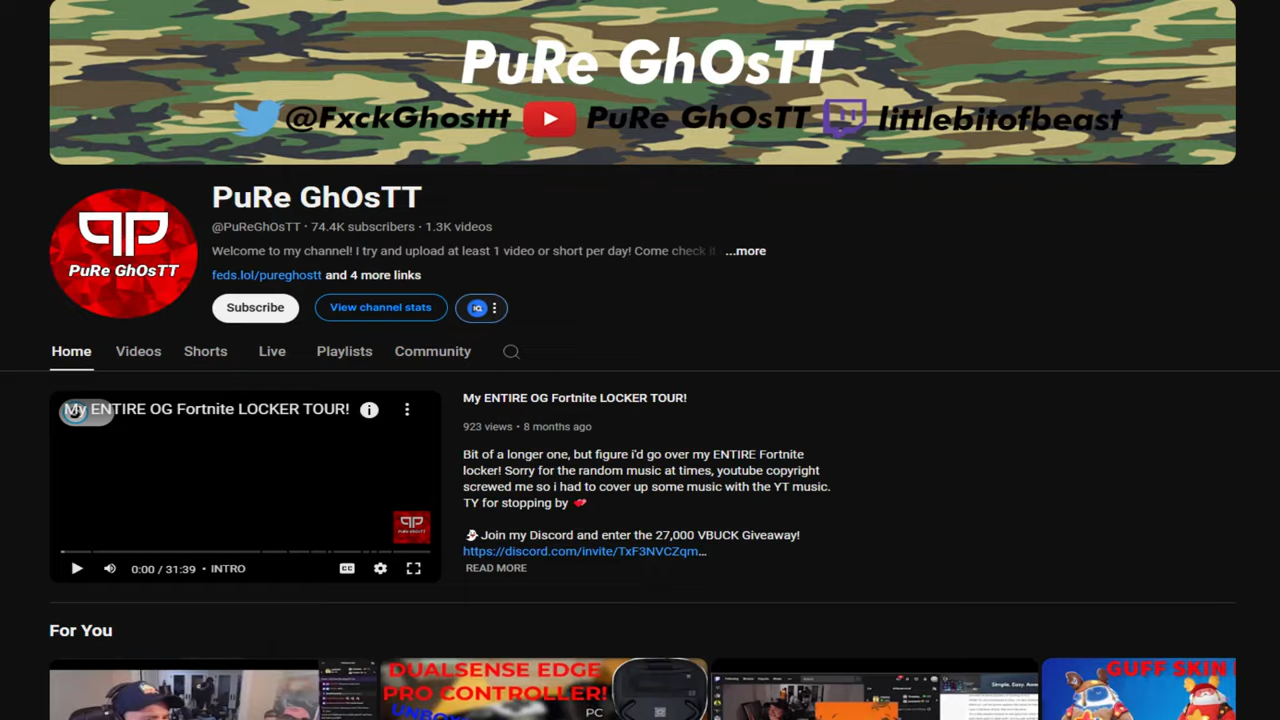 PuRe GhOsTT
@FxckGhosttt PuRe GhOsTT littlebitofbeast
PuRe GhOsTT
PuRe GhOsTT
@PuReGhOsTT · 74.4K subscribers · 1.3K videos
Welcome to my channel! I try and upload at least 1 video or short per day! Come check it ...more
feds.lol/pureghostt and 4 more links
Subscribe
View channel stats
Home
Videos
Shorts
Live
Playlists
Community
My ENTIRE OG Fortnite LOCKER TOUR!
PuRe GhOsTT
0:00 / 31:39 • INTRO
My ENTIRE OG Fortnite LOCKER TOUR!
923 views • 8 months ago
Bit of a longer one, but figure i'd go over my ENTIRE Fortnite
locker! Sorry for the random music at times, youtube copyright
screwed me so i had to cover up some music with the YT music.
TY for stopping by 💕
👻Join my Discord and enter the 27,000 VBUCK Giveaway!
https://discord.com/invite/TxF3NVCZqm...
READ MORE
For You
DUALSENSE EDGE
PRO CONTROLLER!
PC
GUFF SKIN